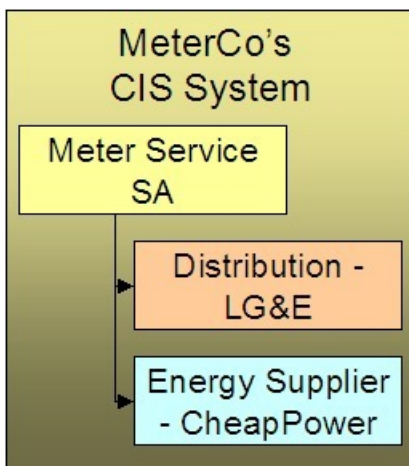 MeterCo's
CIS System
Meter Service
SA
Distribution -
LG&E
Energy Supplier
- CheapPower